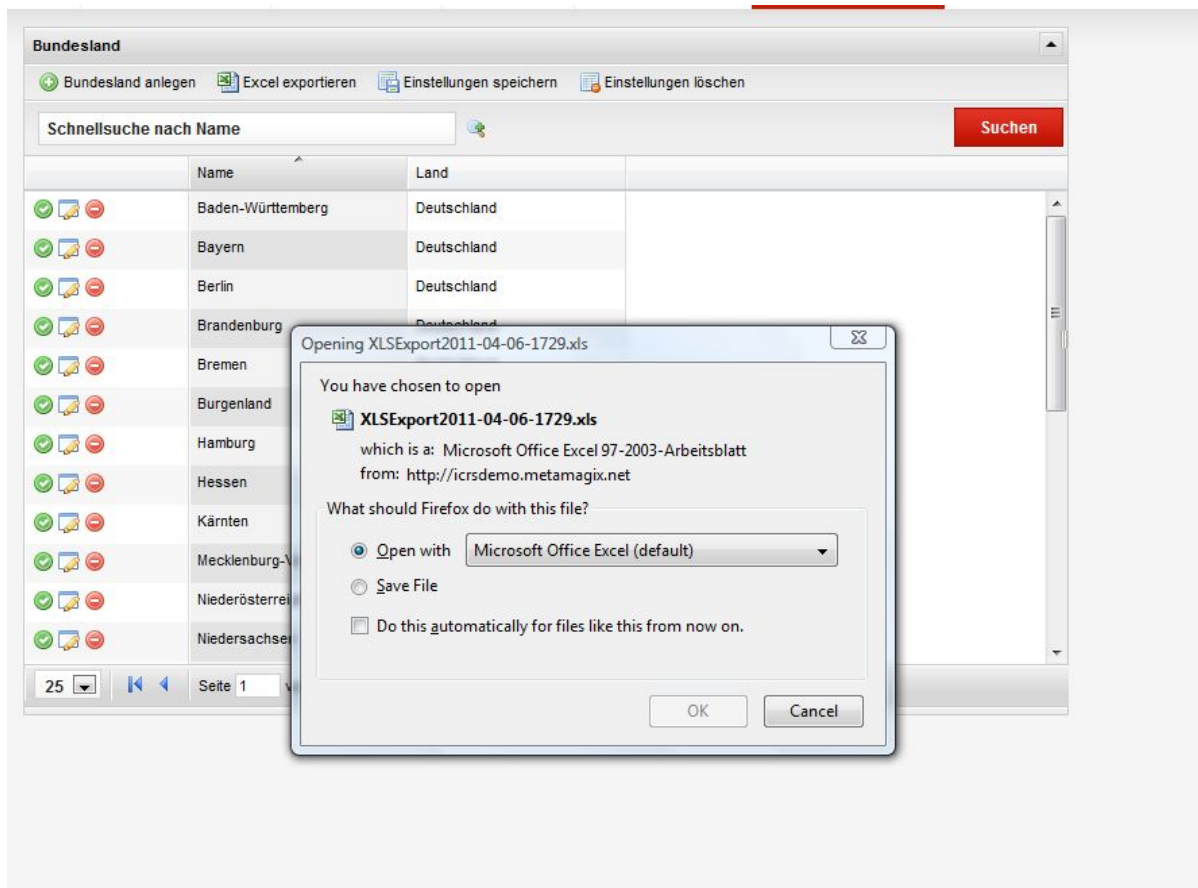 Bundesland
Bundesland anlegen Excel exportieren Einstellungen speichern Einstellungen löschen
Schnellsuche nach Name Suchen
Name Land
Baden-Württemberg Deutschland
Bayern Deutschland
Berlin Deutschland
Brandenburg
Bremen
Burgenland
Hamburg
Hessen
Kärnten
Mecklenburg-V
Niederösterrei
Niedersachse
25 Seite 1
Opening XLSExport2011-04-06-1729.xls
You have chosen to open
XLSExport2011-04-06-1729.xls
which is a: Microsoft Office Excel 97-2003-Arbeitsblatt
from: http://icrsdemo.metamagix.net
What should Firefox do with this file?
Open with Microsoft Office Excel (default)
Save File
Do this automatically for files like this from now on.
OK Cancel